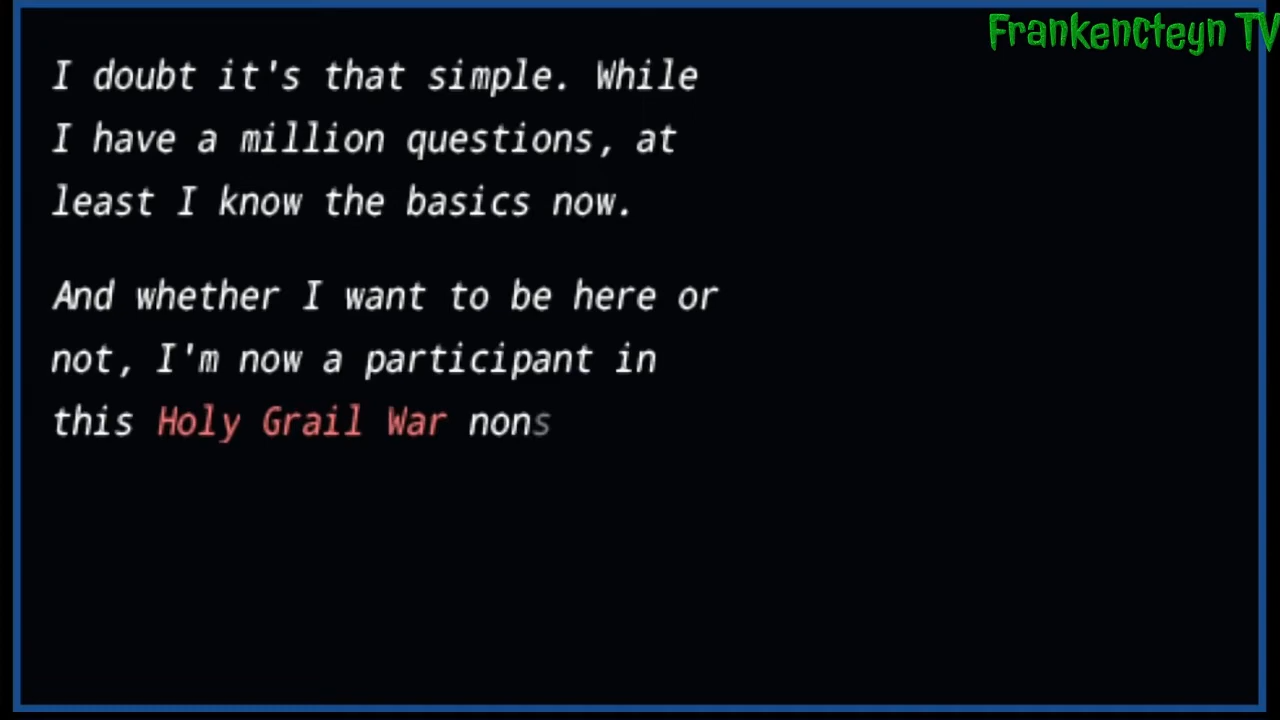 FrankenCteyn TV
I doubt it's that simple. While
I have a million questions, at
least I know the basics now.
And whether I want to be here or
not, I'm now a participant in
this Holy Grail War nons